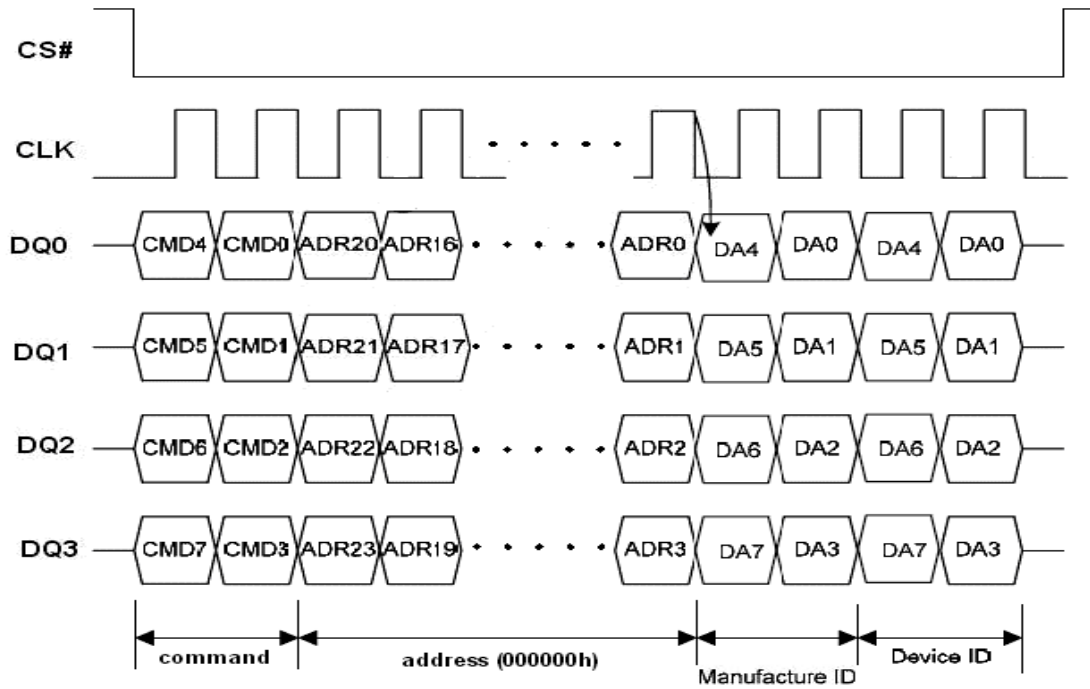 CS#
CLK
DQ0 CMD4 CMD0 ADR20 ADR16 ADR0 DA4 DA0 DA4 DA0
DQ1 CMD5 CMD1 ADR21 ADR17 ADR1 DA5 DA1 DA5 DA1
DQ2 CMD6 CMD2 ADR22 ADR18 ADR2 DA6 DA2 DA6 DA2
DQ3 CMD7 CMD3 ADR23 ADR19 ADR3 DA7 DA3 DA7 DA3
command address (000000h) Manufacture ID Device ID